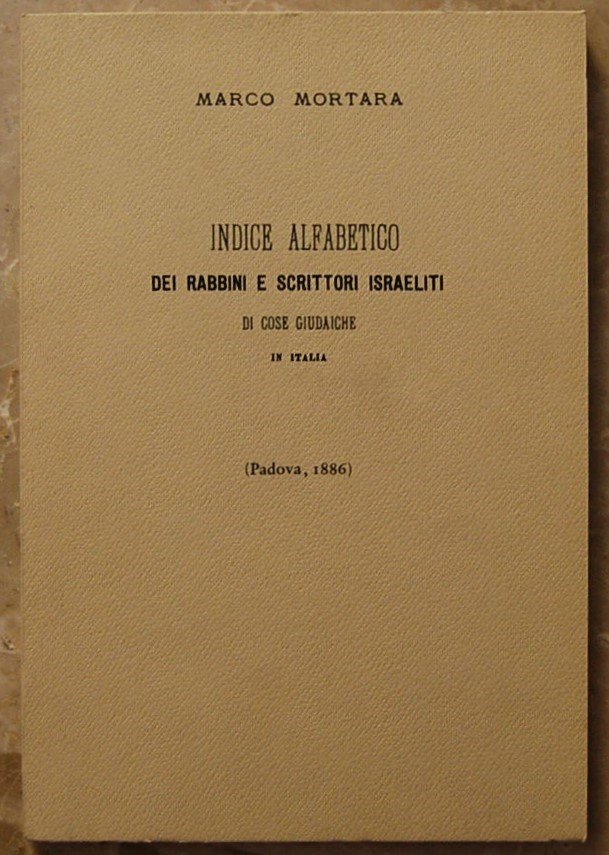 MARCO MORTARA
INDICE ALFABETICO
DEI RABBINI E SCRITTORI ISRAELITI
DI COSE GIUDAICHE
IN ITALIA
(Padova, 1886)